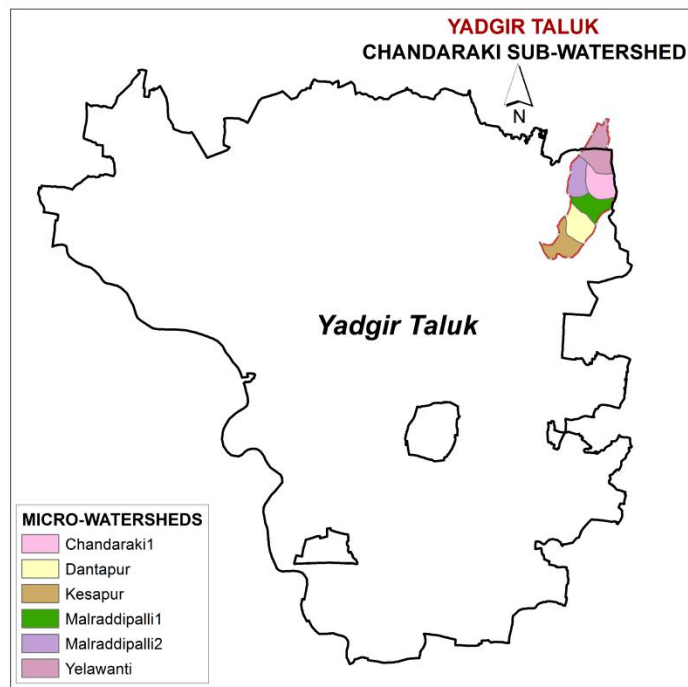 YADGIR TALUK
CHANDARAKI SUB-WATERSHED
N
Yadgir Taluk
MICRO-WATERSHEDS
Chandaraki1
Dantapur
Kesapur
Malraddipalli1
Malraddipalli2
Yelawanti